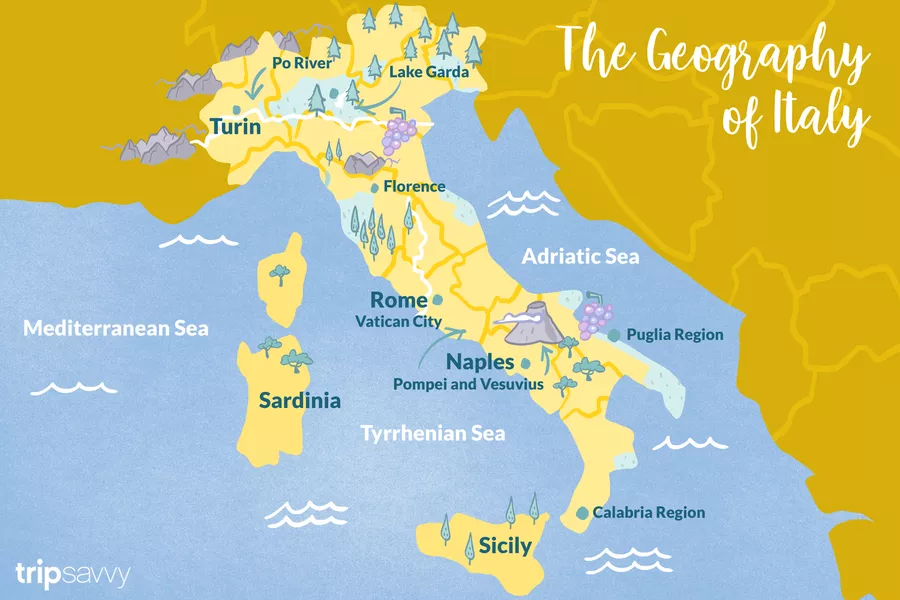 The Geography
of Italy
Po River
Lake Garda
Turin
Florence
Adriatic Sea
Rome
Vatican City
Mediterranean Sea
Puglia Region
Naples
Pompei and Vesuvius
Sardinia
Tyrrhenian Sea
Calabria Region
Sicily
tripsavvy